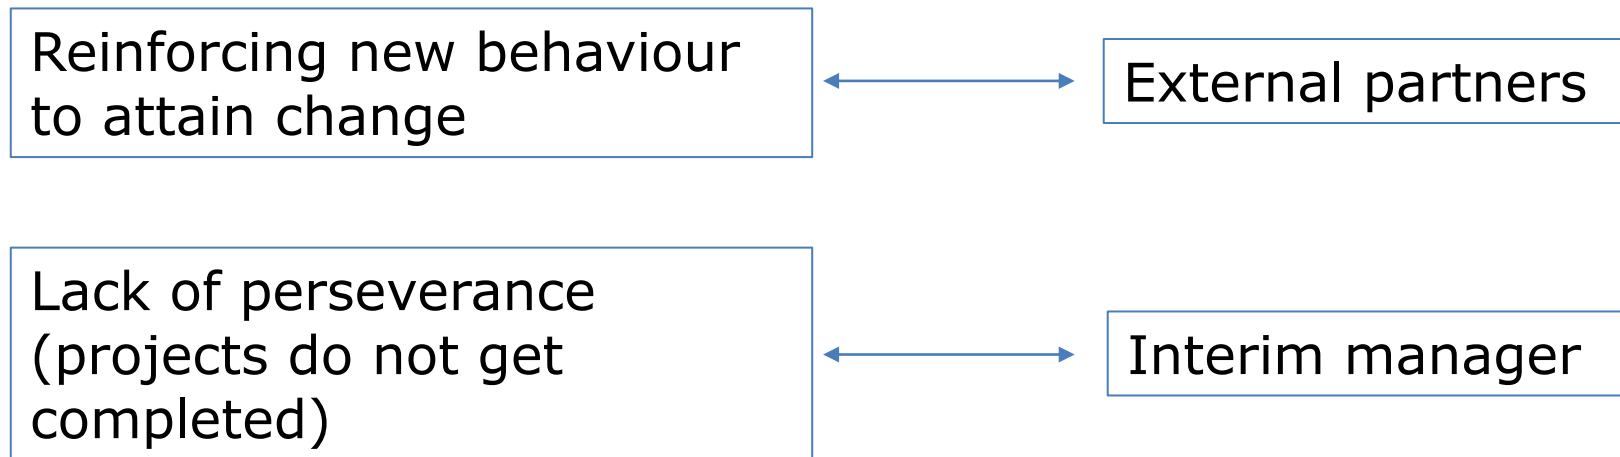 Reinforcing new behaviour
to attain change
External partners
Lack of perseverance
(projects do not get
completed)
Interim manager